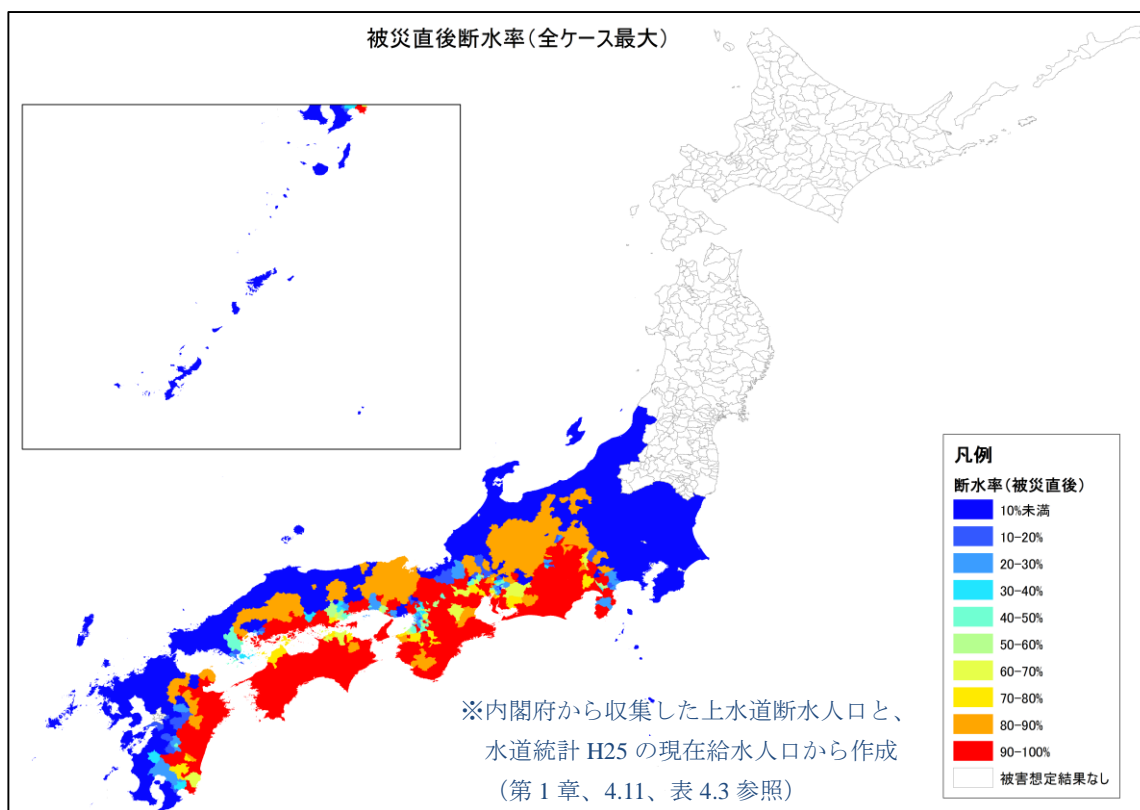 被災直後断水率(全ケース最大)
凡例
断水率(被災直後)
10%未満
10-20%
20-30%
30-40%
40-50%
50-60%
60-70%
70-80%
80-90%
90-100%
被害想定結果なし
※内閣府から収集した上水道断水人口と、
水道統計 H25 の現在給水人口から作成
(第 1 章、4.11、表 4.3 参照)